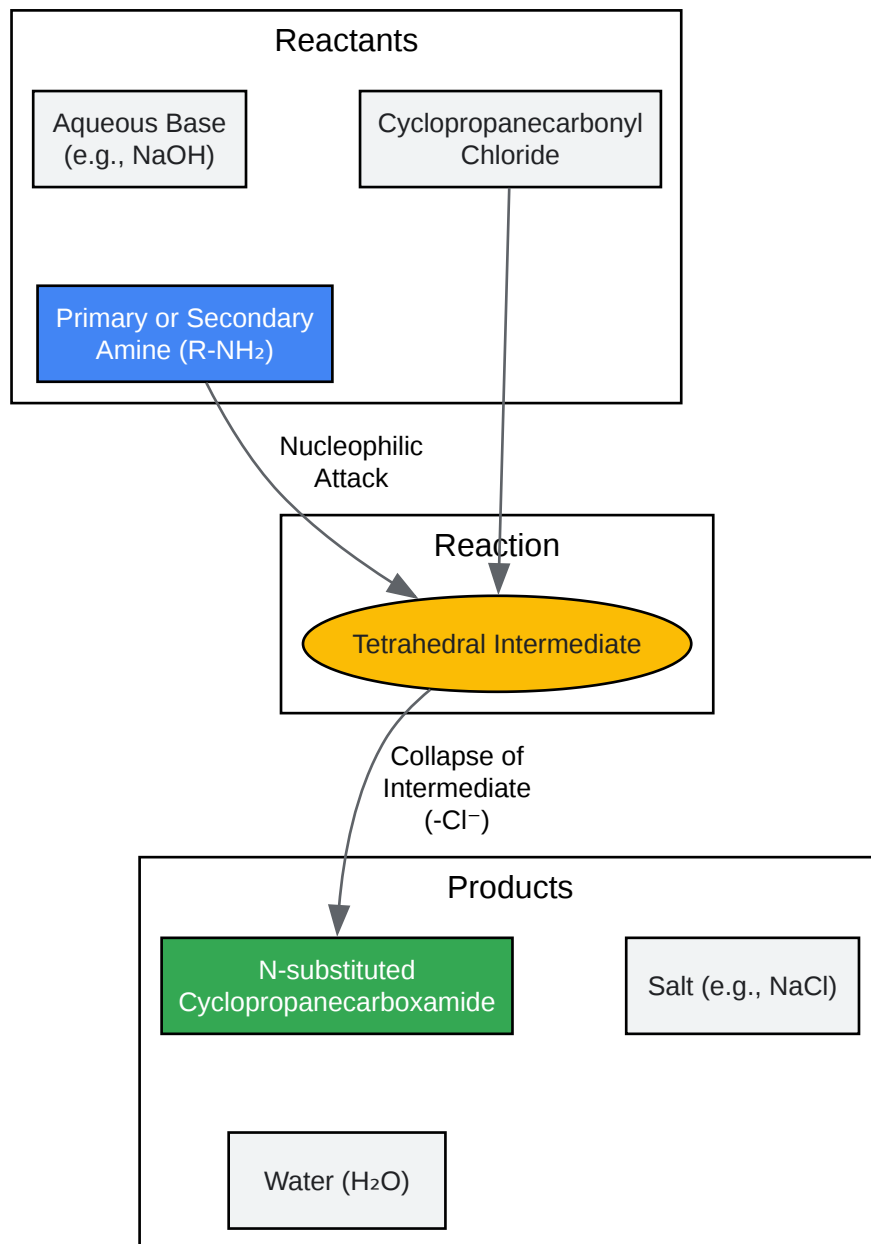 Reactants
Aqueous Base
(e.g., NaOH)
Cyclopropanecarbonyl
Chloride
Primary or Secondary
Amine (R-NH₂)
Nucleophilic
Attack
Reaction
Tetrahedral Intermediate
Collapse of
Intermediate
(-Cl⁻)
Products
N-substituted
Cyclopropanecarboxamide
Salt (e.g., NaCl)
Water (H₂O)